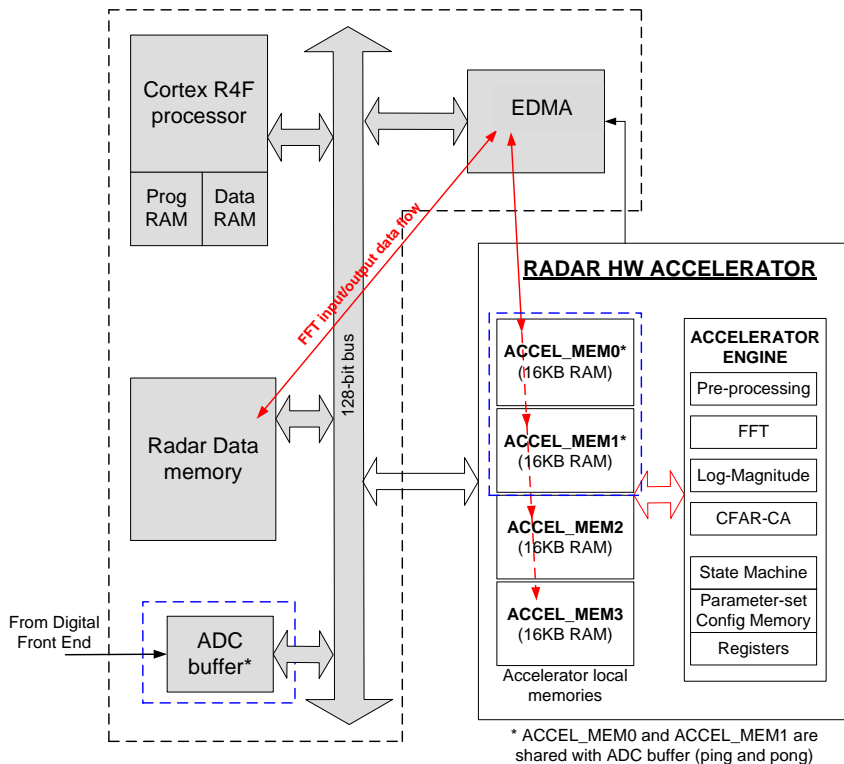 Cortex R4F
processor
Prog
RAM
Data
RAM
EDMA
FFT input/output data flow
128-bit bus
Radar Data
memory
From Digital
Front End
ADC
buffer*
RADAR HW ACCELERATOR
ACCEL_MEM0*
(16KB RAM)
ACCEL_MEM1*
(16KB RAM)
ACCEL_MEM2
(16KB RAM)
ACCEL_MEM3
(16KB RAM)
Accelerator local
memories
ACCELERATOR
ENGINE
Pre-processing
FFT
Log-Magnitude
CFAR-CA
State Machine
Parameter-set
Config Memory
Registers
* ACCEL_MEM0 and ACCEL_MEM1 are
shared with ADC buffer (ping and pong)